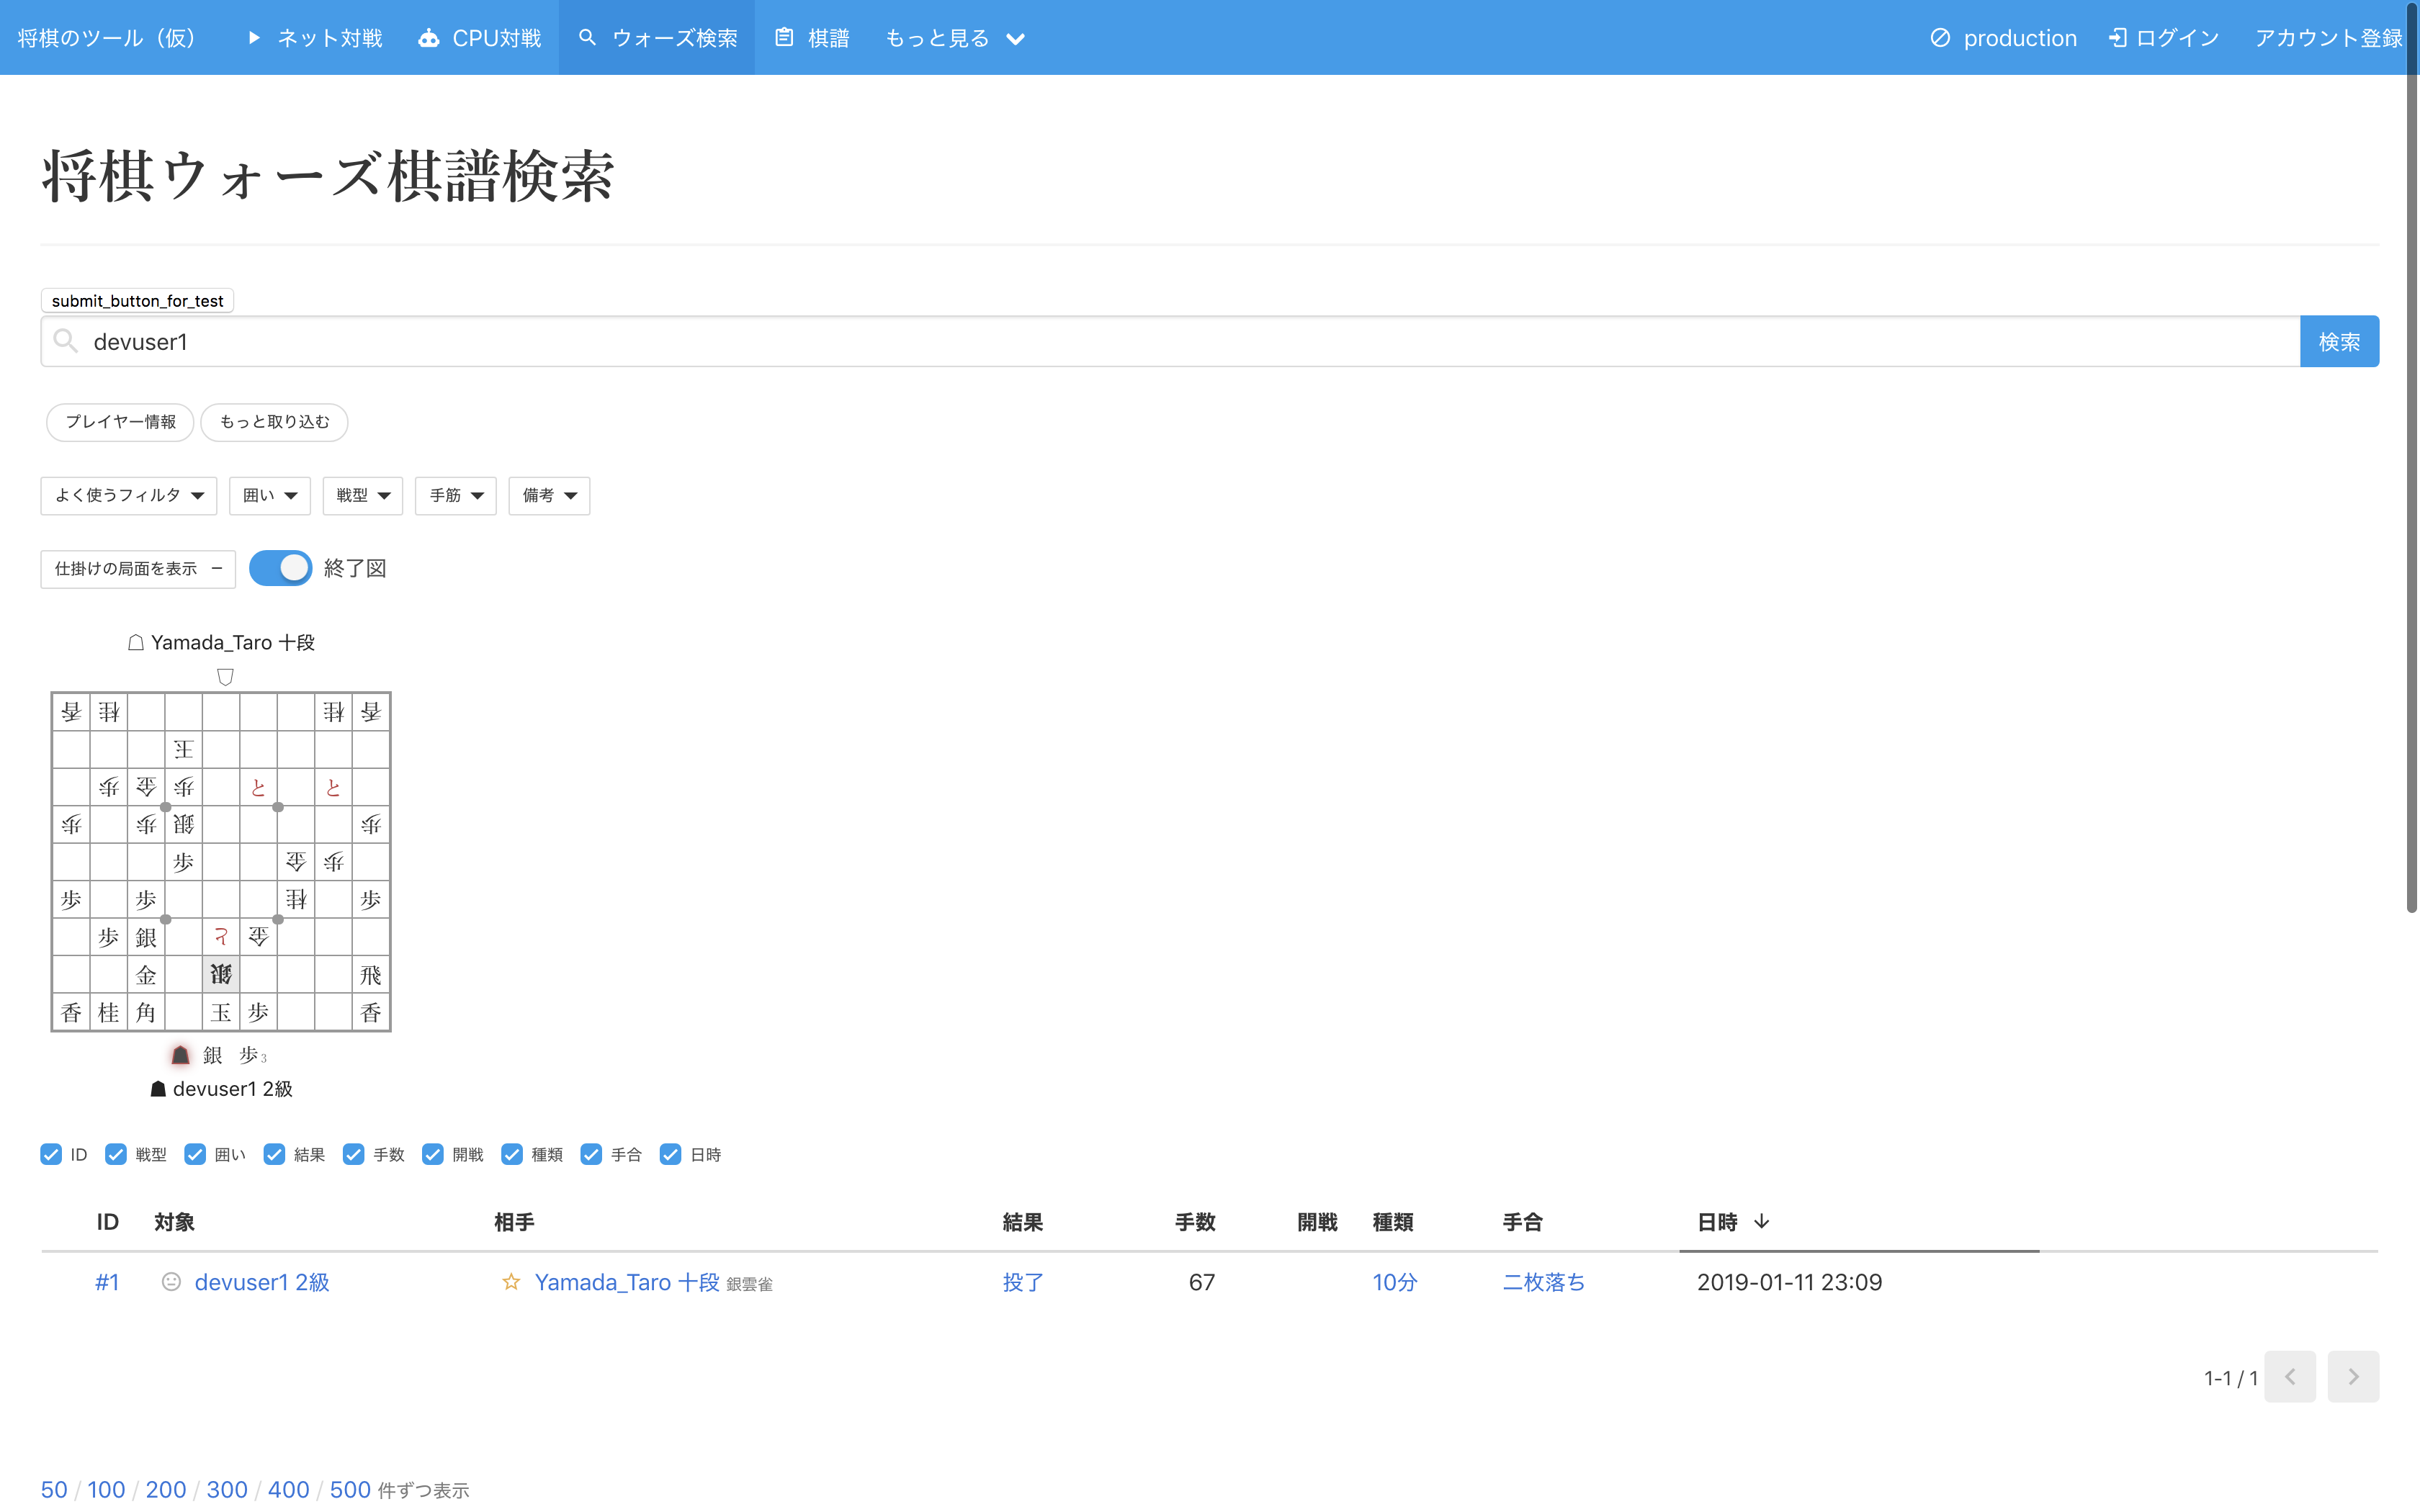 将棋のツール（仮） ネット対戦 CPU対戦 ウォーズ検索 棋譜 もっと見る production ログイン アカウント登録
将棋ウォーズ棋譜検索
submit_button_for_test
devuser1 検索
プレイヤー情報 もっと取り込む
よく使うフィルタ 囲い 戦型 手筋 備考
仕掛けの局面を表示 終了図
☖ Yamada_Taro 十段
香 桂 桂 香
王
歩 金 歩 と と
歩 歩 銀 歩
歩 金 歩
歩 歩 桂 歩
歩 銀 と 金
金 銀 飛
香 桂 角 玉 歩 香
銀 歩3
☗ devuser1 2級
ID 戦型 囲い 結果 手数 開戦 種類 手合 日時
ID 対象 相手 結果 手数 開戦 種類 手合 日時
#1 devuser1 2級 Yamada_Taro 十段 銀雲雀 投了 67 10分 二枚落ち 2019-01-11 23:09
1-1 / 1
50 / 100 / 200 / 300 / 400 / 500 件ずつ表示